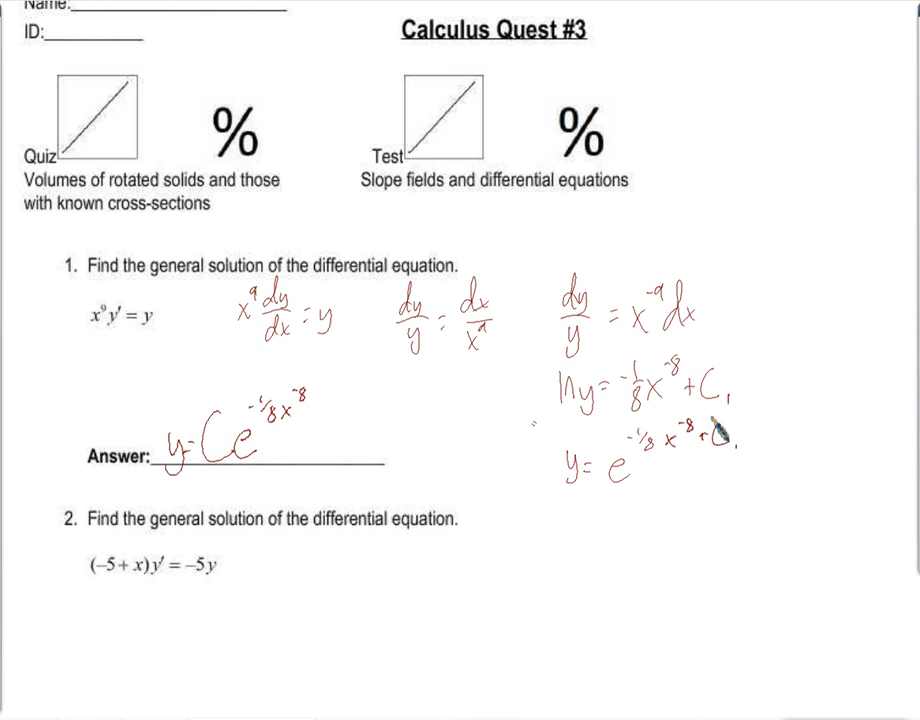 Name:
ID: Calculus Quest #3
% %
Quiz Test
Volumes of rotated solids and those Slope fields and differential equations
with known cross-sections
1. Find the general solution of the differential equation.
x⁹y′ = y x⁹ dy/dx = y dy/y = dx/x⁹ dy/y = x⁻⁹ dx
ln y = -1/8 x⁻⁸ + C₁
y = e^(-1/8 x⁻⁸ + C₁)
Answer: y = Ce^(-1/8 x⁻⁸)
2. Find the general solution of the differential equation.
(–5 + x)y′ = –5y